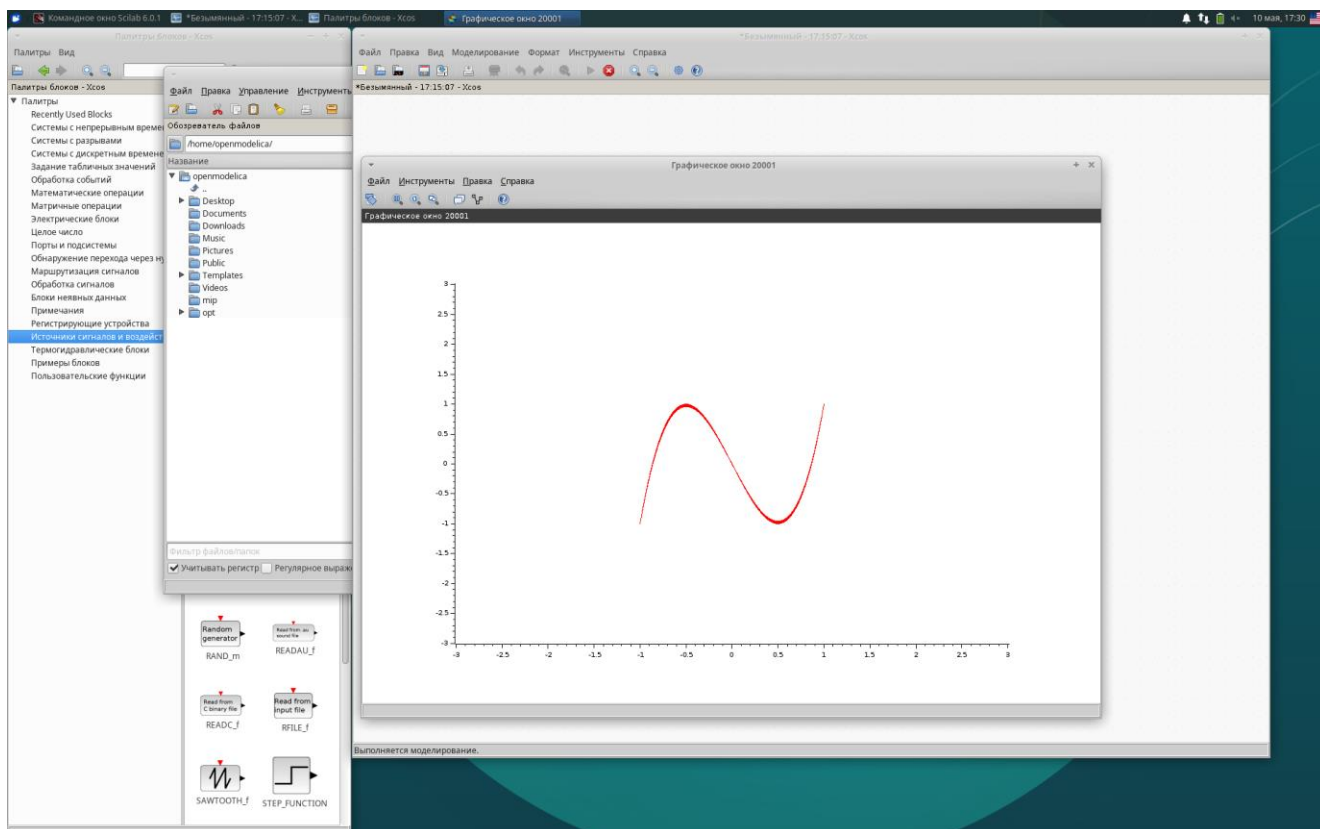 Командное окно Scilab 6.0.1
*Безымянный - 17:15:07 - X...
Палитры блоков - Xcos
Графическое окно 20001
10 мая, 17:30
Палитры блоков - Xcos
Палитры Вид
Палитры блоков - Xcos
Палитры
Recently Used Blocks
Системы с непрерывным времен
Системы с разрывами
Системы с дискретным временe
Задание табличных значений
Обработка событий
Математические операции
Матричные операции
Электрические блоки
Целое число
Порты и подсистемы
Обнаружение перехода через ну
Маршрутизация сигналов
Обработка сигналов
Блоки неявных данных
Примечания
Регистрирующие устройства
Источники сигналов и воздейст
Термогидравлические блоки
Примеры блоков
Пользовательские функции
Файл Правка Управление Инструменты
Обозреватель файлов
/home/openmodelica/
Название
openmodelica
..
Desktop
Documents
Downloads
Music
Pictures
Public
Templates
Videos
mip
opt
Фильтр файлов/папок
Учитывать регистр Регулярное выраж
Random
generator
RAND_m
Read from .au
sound file
READAU_f
Read from
C binary file
READC_f
Read from
input file
RFILE_f
SAWTOOTH_f
STEP_FUNCTION
*Безымянный - 17:15:07 - Xcos
Файл Правка Вид Моделирование Формат Инструменты Справка
*Безымянный - 17:15:07 - Xcos
Графическое окно 20001
Файл Инструменты Правка Справка
Графическое окно 20001
3
2.5
2
1.5
1
0.5
0
-0.5
-1
-1.5
-2
-2.5
-3
-3 -2.5 -2 -1.5 -1 -0.5 0 0.5 1 1.5 2 2.5 3
Выполняется моделирование.